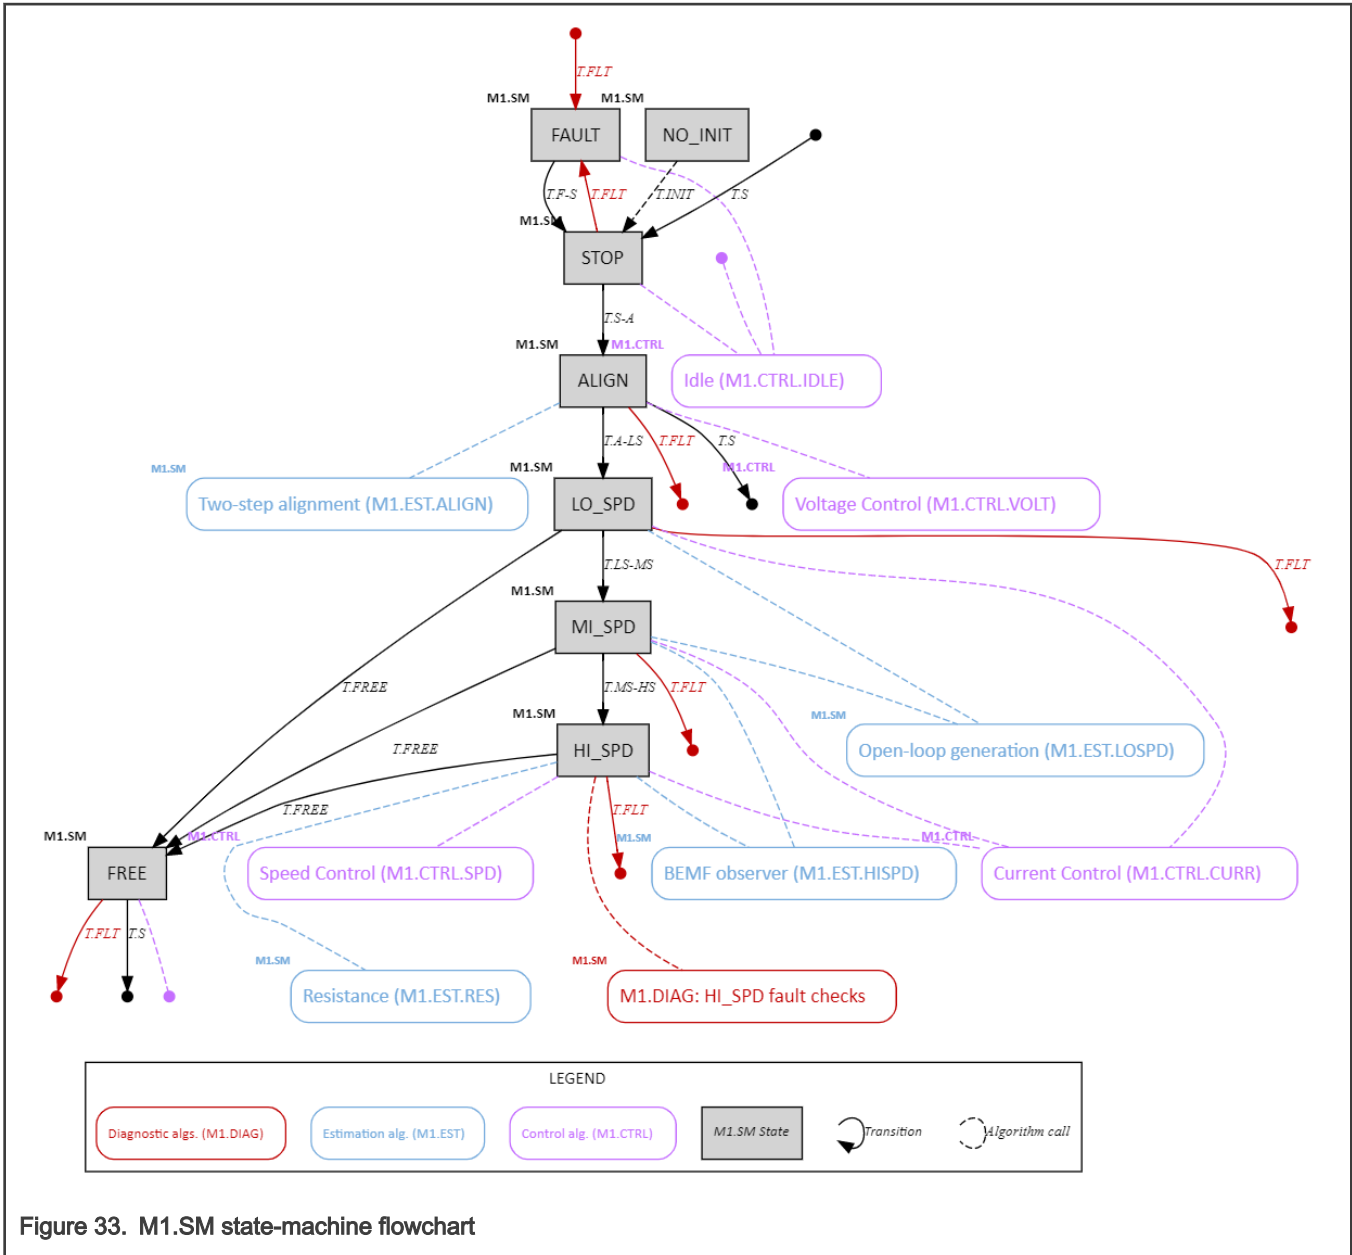 T.FLT
M1.SM
M1.SM
FAULT
NO_INIT
T.F-S
T.FLT
T.INIT
T.S
M1.SM
STOP
T.S-A
M1.SM
M1.CTRL
ALIGN
Idle (M1.CTRL.IDLE)
T.A-LS
T.FLT
T.S
M1.SM
M1.SM
M1.CTRL
Two-step alignment (M1.EST.ALIGN)
LO_SPD
Voltage Control (M1.CTRL.VOLT)
T.LS-MS
T.FLT
M1.SM
MI_SPD
T.FREE
T.MS-HS
T.FLT
M1.SM
M1.SM
T.FREE
HI_SPD
Open-loop generation (M1.EST.LOSPD)
T.FREE
T.FLT
M1.SM
M1.CTRL
M1.SM
M1.CTRL
FREE
Speed Control (M1.CTRL.SPD)
BEMF observer (M1.EST.HISPD)
Current Control (M1.CTRL.CURR)
T.FLT
T.S
M1.SM
M1.SM
Resistance (M1.EST.RES)
M1.DIAG: HI_SPD fault checks
LEGEND
Diagnostic algs. (M1.DIAG)
Estimation alg. (M1.EST)
Control alg. (M1.CTRL)
M1.SM State
Transition
Algorithm call
Figure 33. M1.SM state-machine flowchart